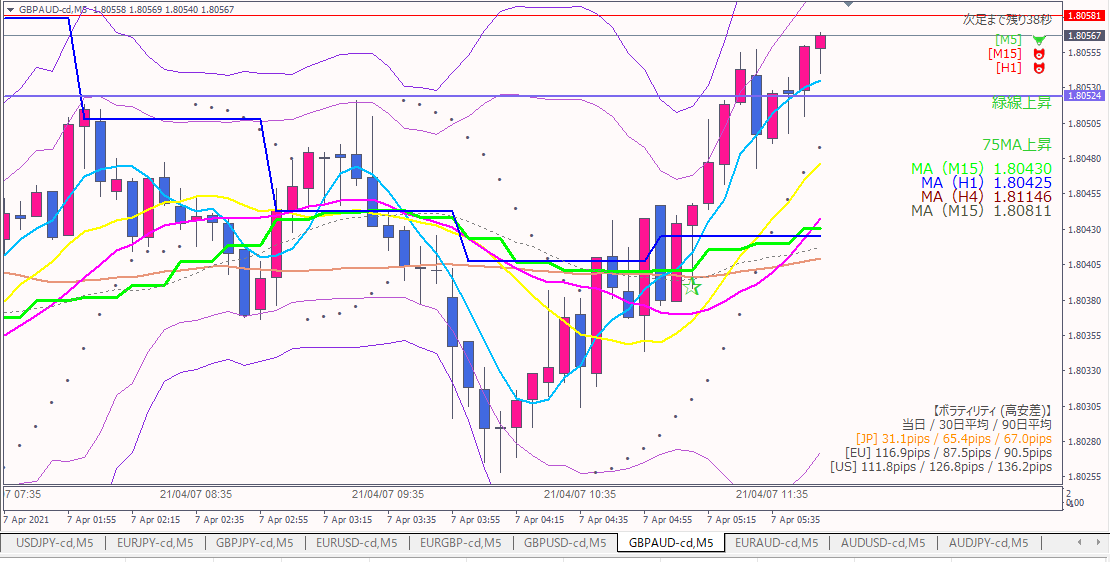 GBPAUD-cd,M5 1.80558 1.80569 1.80540 1.80567
次足まで残り38秒
[M5]
[M15]
[H1]
緑線上昇
75MA上昇
MA (M15) 1.80430
MA (H1) 1.80425
MA (H4) 1.81146
MA (M15) 1.80811
【ボラティリティ(高安差)】
当日 / 30日平均 / 90日平均
[JP] 31.1pips / 65.4pips / 67.0pips
[EU] 116.9pips / 87.5pips / 90.5pips
[US] 111.8pips / 126.8pips / 136.2pips
1.80581
1.80567
1.80555
1.80530
1.80524
1.80505
1.80480
1.80455
1.80430
1.80405
1.80380
1.80355
1.80330
1.80305
1.80280
1.80255
07 07:35 21/04/07 08:35 21/04/07 09:35 21/04/07 10:35 21/04/07 11:35
7 Apr 2021 7 Apr 01:55 7 Apr 02:15 7 Apr 02:35 7 Apr 02:55 7 Apr 03:15 7 Apr 03:35 7 Apr 03:55 7 Apr 04:15 7 Apr 04:35 7 Apr 04:55 7 Apr 05:15 7 Apr 05:35
USDJPY-cd,M5 EURJPY-cd,M5 GBPJPY-cd,M5 EURUSD-cd,M5 EURGBP-cd,M5 GBPUSD-cd,M5 GBPAUD-cd,M5 EURAUD-cd,M5 AUDUSD-cd,M5 AUDJPY-cd,M5